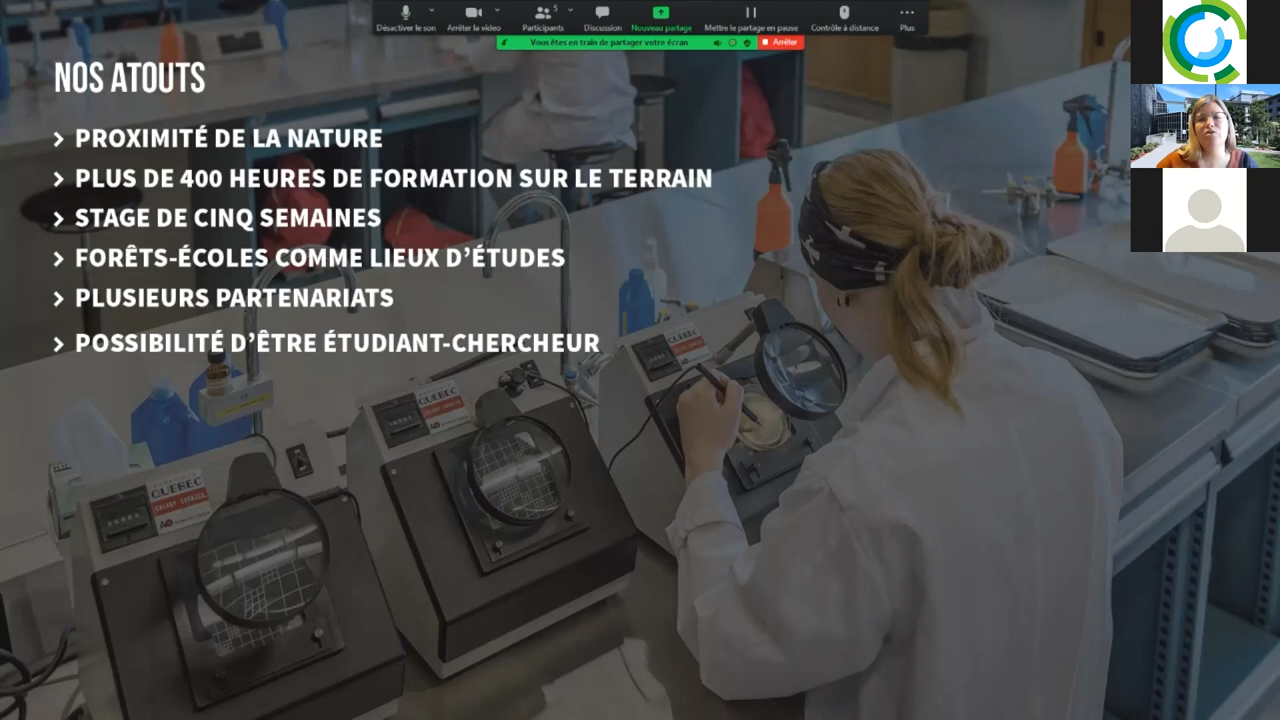 5
Désactiver le son
Arrêter la vidéo
Participants
Discussion
Nouveau partage
Mettre le partage en pause
Contrôle à distance
Plus
Vous êtes en train de partager votre écran
Arrêter
NOS ATOUTS
PROXIMITÉ DE LA NATURE
PLUS DE 400 HEURES DE FORMATION SUR LE TERRAIN
STAGE DE CINQ SEMAINES
FORÊTS-ÉCOLES COMME LIEUX D’ÉTUDES
PLUSIEURS PARTENARIATS
POSSIBILITÉ D’ÊTRE ÉTUDIANT-CHERCHEUR
QUEBEC
QUEBEC
QUEBEC